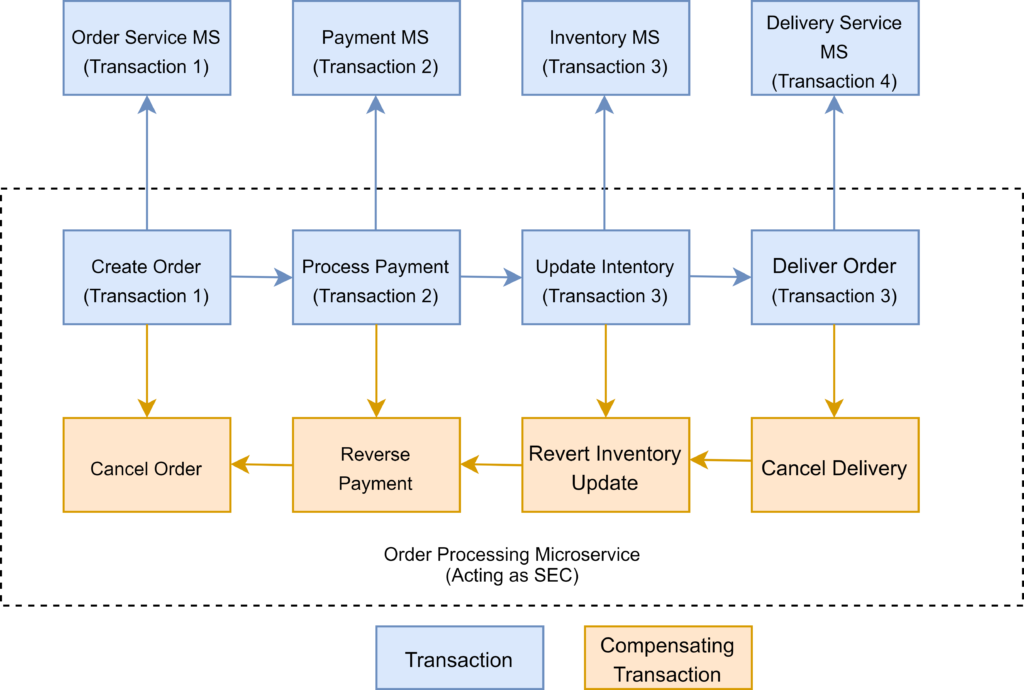 Order Service MS
(Transaction 1)
Payment MS
(Transaction 2)
Inventory MS
(Transaction 3)
Delivery Service
MS
(Transaction 4)
Create Order
(Transaction 1)
Process Payment
(Transaction 2)
Update Intentory
(Transaction 3)
Deliver Order
(Transaction 3)
Cancel Order
Reverse
Payment
Revert Inventory
Update
Cancel Delivery
Order Processing Microservice
(Acting as SEC)
Transaction
Compensating
Transaction